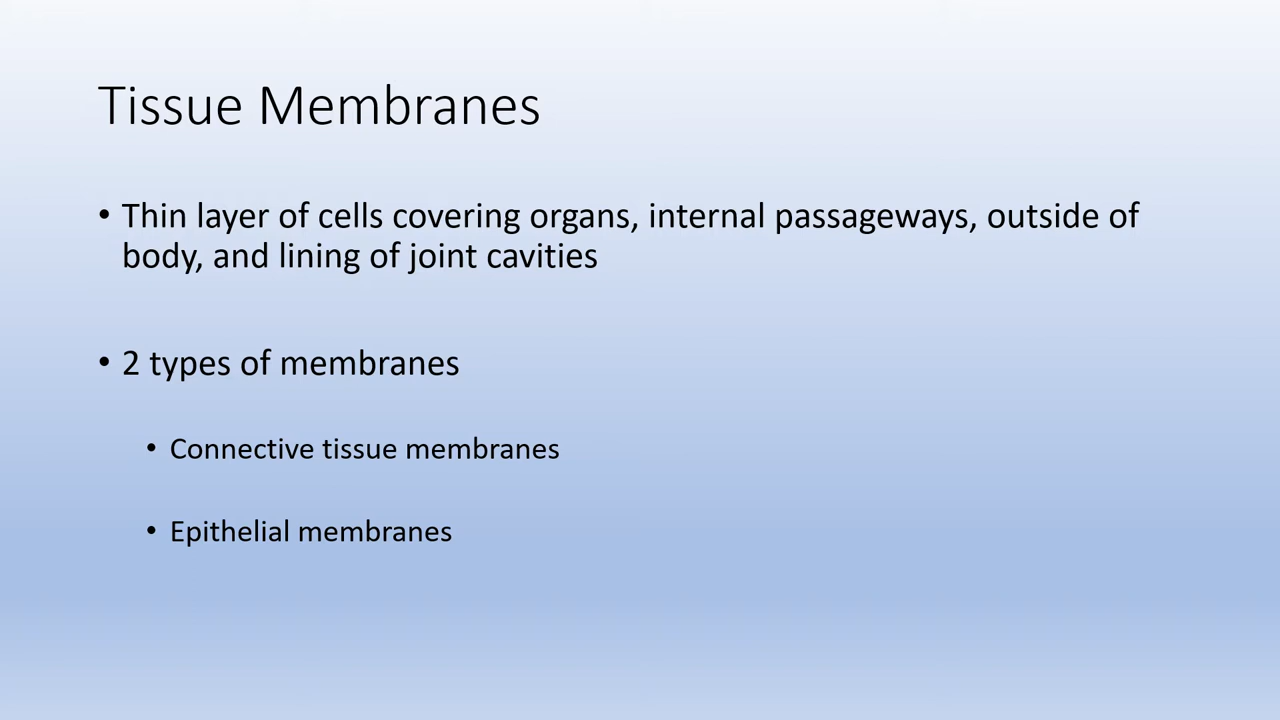 Tissue Membranes
• Thin layer of cells covering organs, internal passageways, outside of
body, and lining of joint cavities
• 2 types of membranes
• Connective tissue membranes
• Epithelial membranes